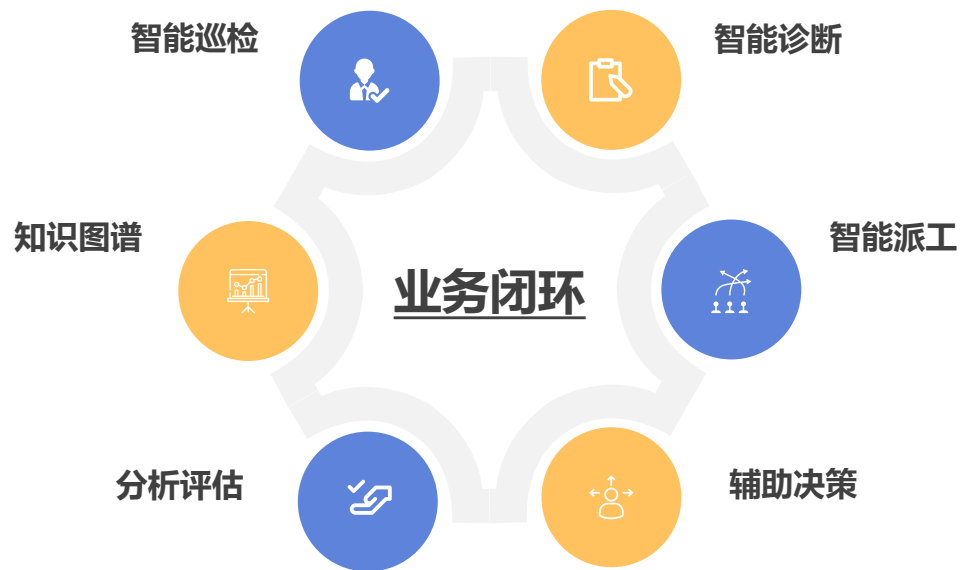 智能巡检
智能诊断
知识图谱
智能派工
业务闭环
分析评估
辅助决策